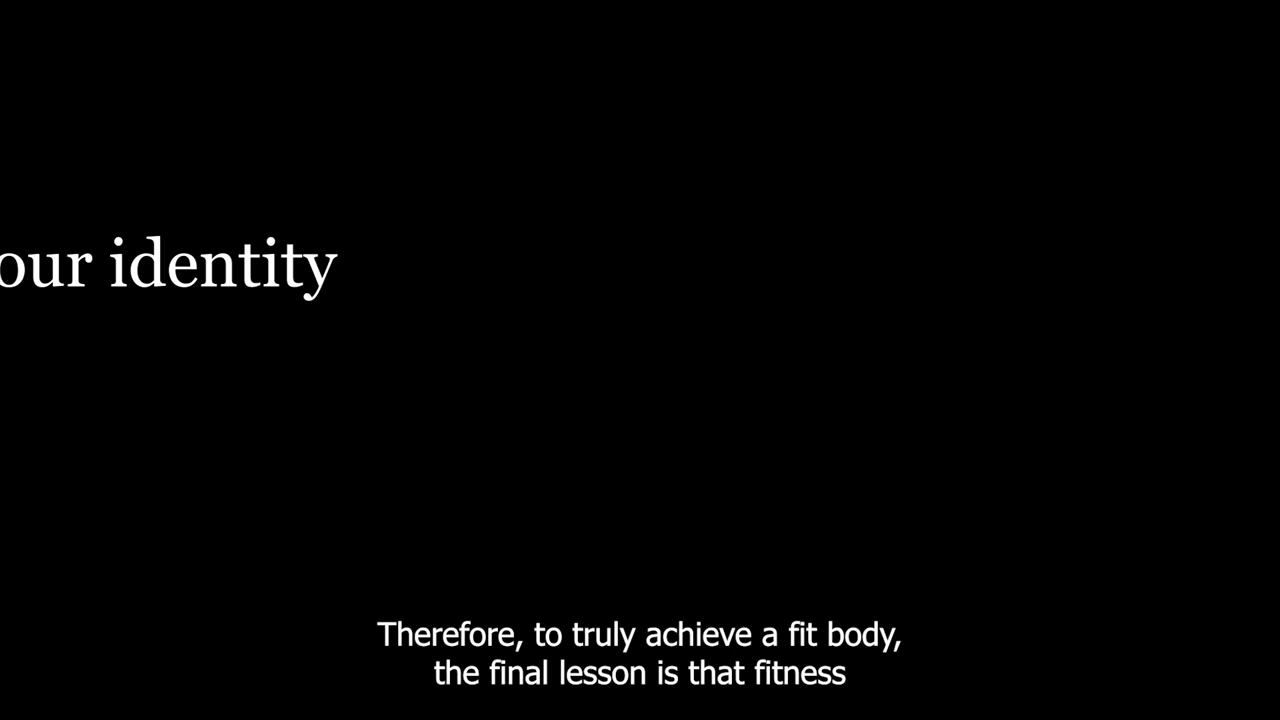 our identity
Therefore, to truly achieve a fit body,
the final lesson is that fitness